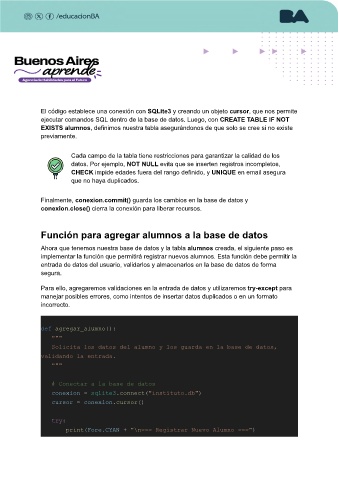 /educacionBA
BA
Buenos Aires
aprende
Agencia de Habilidades para el Futuro
El código establece una conexión con SQLite3 y creando un objeto cursor, que nos permite
ejecutar comandos SQL dentro de la base de datos. Luego, con CREATE TABLE IF NOT
EXISTS alumnos, definimos nuestra tabla asegurándonos de que solo se cree si no existe
previamente.
Cada campo de la tabla tiene restricciones para garantizar la calidad de los
datos. Por ejemplo, NOT NULL evita que se inserten registros incompletos,
CHECK impide edades fuera del rango definido, y UNIQUE en email asegura
que no haya duplicados.
Finalmente, conexion.commit() guarda los cambios en la base de datos y
conexion.close() cierra la conexión para liberar recursos.
Función para agregar alumnos a la base de datos
Ahora que tenemos nuestra base de datos y la tabla alumnos creada, el siguiente paso es
implementar la función que permitirá registrar nuevos alumnos. Esta función debe permitir la
entrada de datos del usuario, validarlos y almacenarlos en la base de datos de forma
segura.
Para ello, agregaremos validaciones en la entrada de datos y utilizaremos try-except para
manejar posibles errores, como intentos de insertar datos duplicados o en un formato
incorrecto.
def agregar_alumno():
"""
Solicita los datos del alumno y los guarda en la base de datos,
validando la entrada.
"""
# Conectar a la base de datos
conexion = sqlite3.connect("instituto.db")
cursor = conexion.cursor()
try:
print(Fore.CYAN + "\n=== Registrar Nuevo Alumno ===")